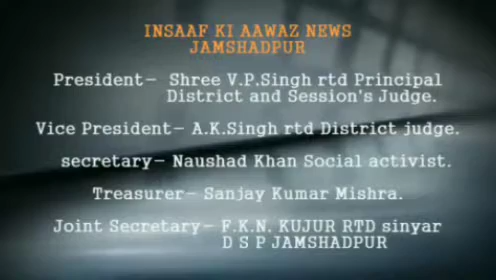 INSAAF KI AAWAZ NEWS
JAMSHADPUR
President- Shree V.P.Singh rtd Principal
District and Session's Judge.
Vice President- A.K.Singh rtd District judge.
secretary- Naushad Khan Social activist.
Treasurer- Sanjay Kumar Mishra.
Joint Secretary- F.K.N. KUJUR RTD sinyar
D S P JAMSHADPUR